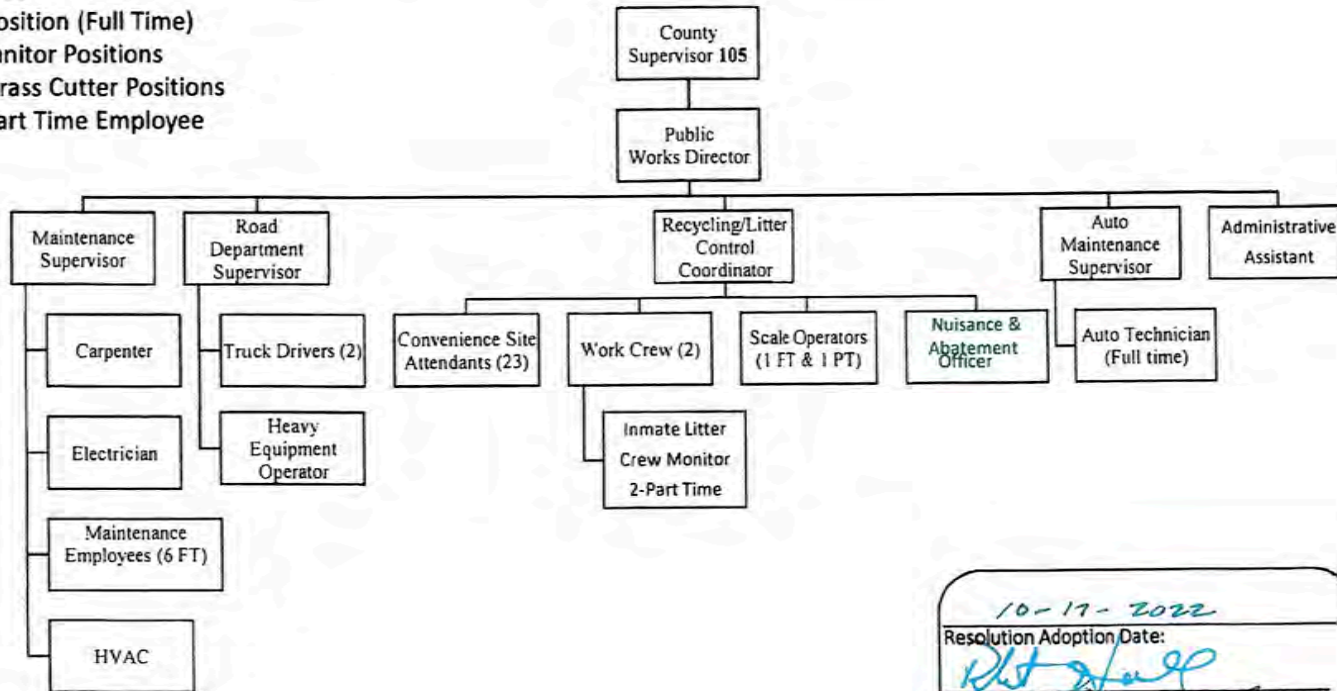 osition (Full Time)
anitor Positions
rass Cutter Positions
art Time Employee
County
Supervisor 105
Public
Works Director
Maintenance
Supervisor
Road
Department
Supervisor
Recycling/Litter
Control
Coordinator
Auto
Maintenance
Supervisor
Administrative
Assistant
Carpenter
Truck Drivers (2)
Convenience Site
Attendants (23)
Work Crew (2)
Scale Operators
(1 FT & 1 PT)
Nuisance &
Abatement
Officer
Auto Technician
(Full time)
Electrician
Heavy
Equipment
Operator
Inmate Litter
Crew Monitor
2-Part Time
Maintenance
Employees (6 FT)
HVAC
10-17-2022
Resolution Adoption Date: